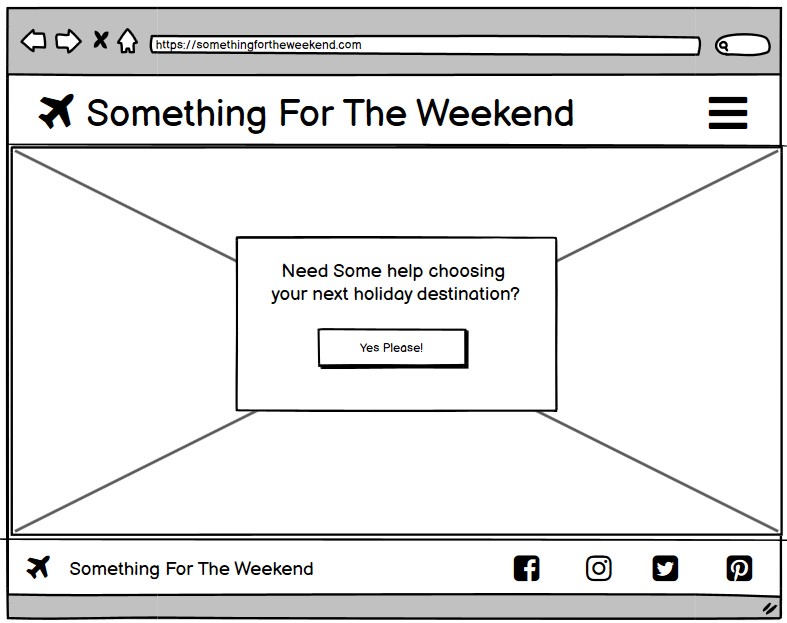 https://somethingfortheweekend.com
Something For The Weekend
Need Some help choosing
your next holiday destination?
Yes Please!
Something For The Weekend